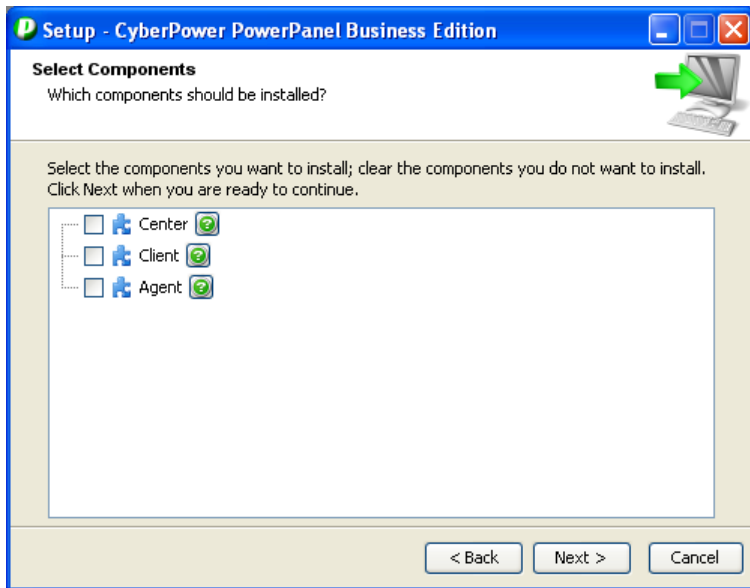 Setup - CyberPower PowerPanel Business Edition
Select Components
Which components should be installed?
Select the components you want to install; clear the components you do not want to install.
Click Next when you are ready to continue.
Center
Client
Agent
< Back Next > Cancel